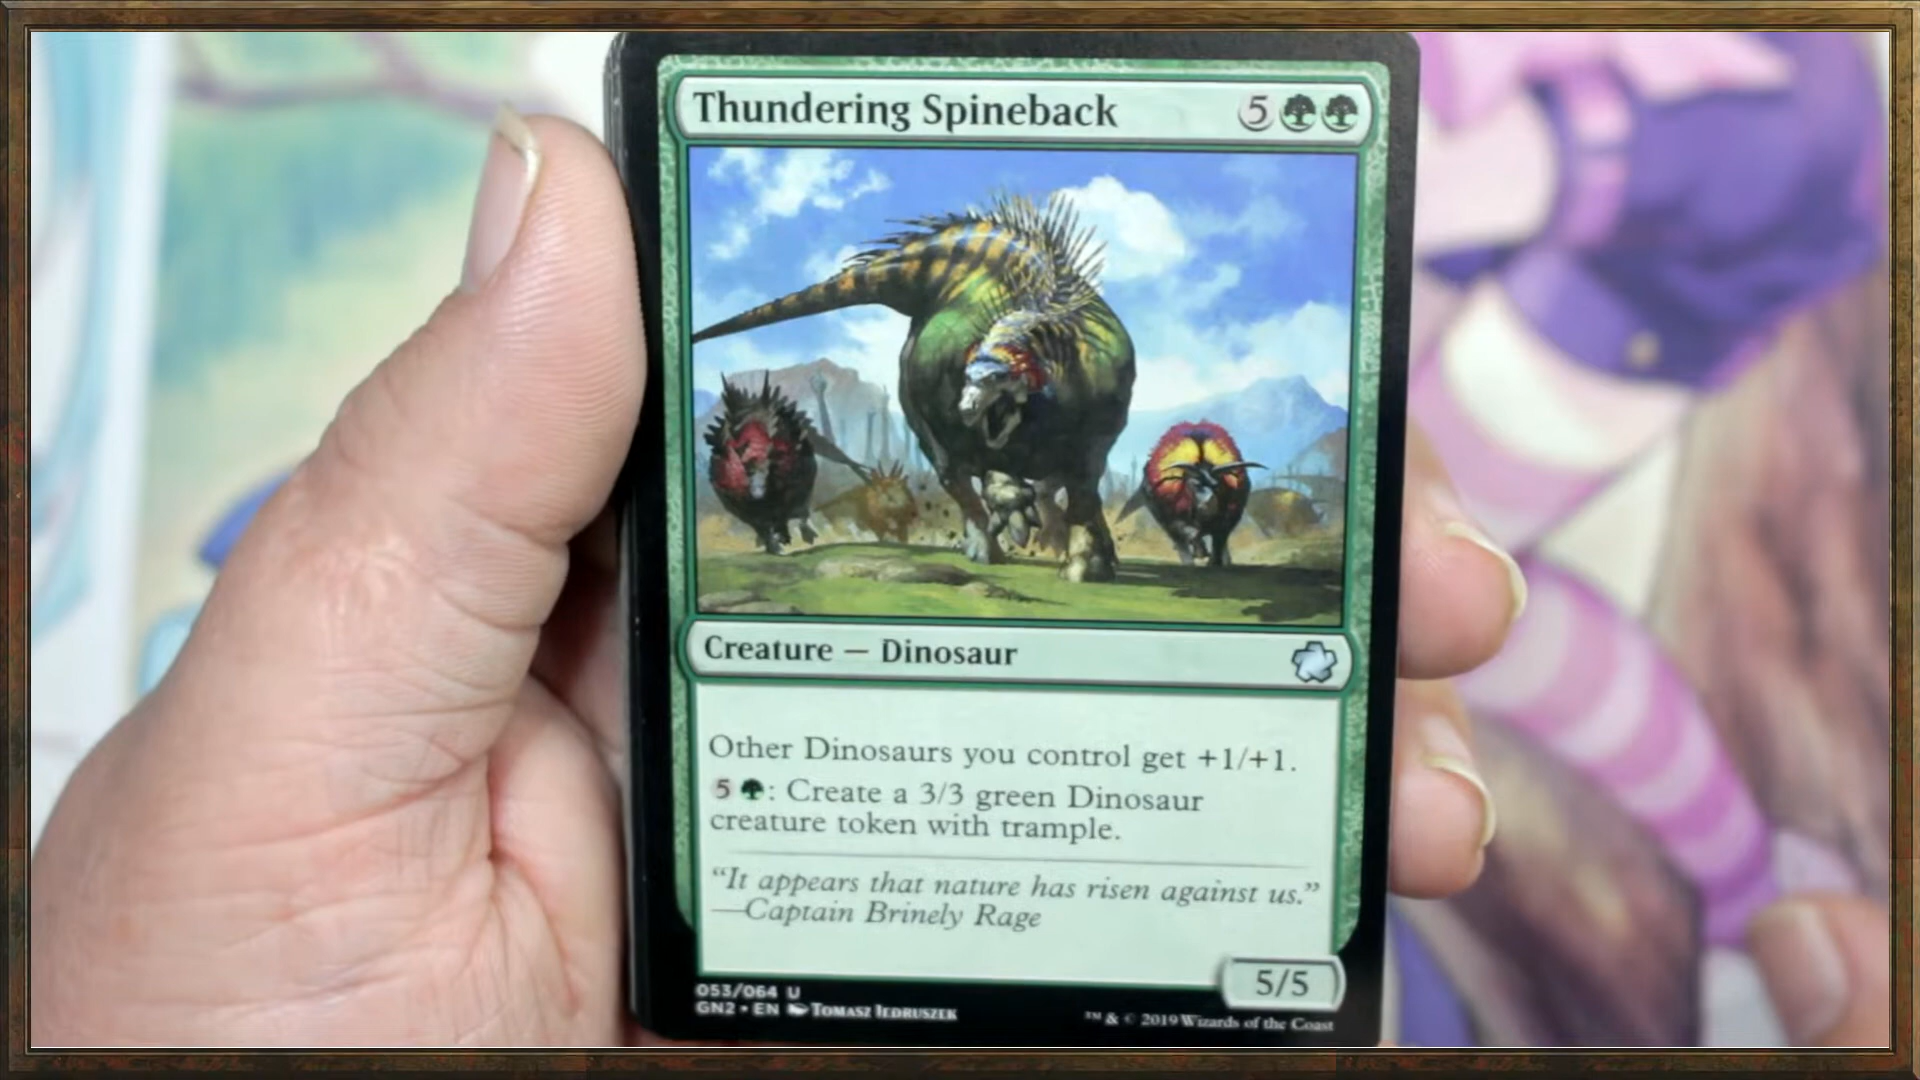 Thundering Spineback 5
Creature — Dinosaur
Other Dinosaurs you control get +1/+1.
5 : Create a 3/3 green Dinosaur
creature token with trample.
“It appears that nature has risen against us.”
—Captain Brinely Rage
5/5
053/064 U
GN2 • EN Tomasz Jedruszek
™ & © 2019 Wizards of the Coast